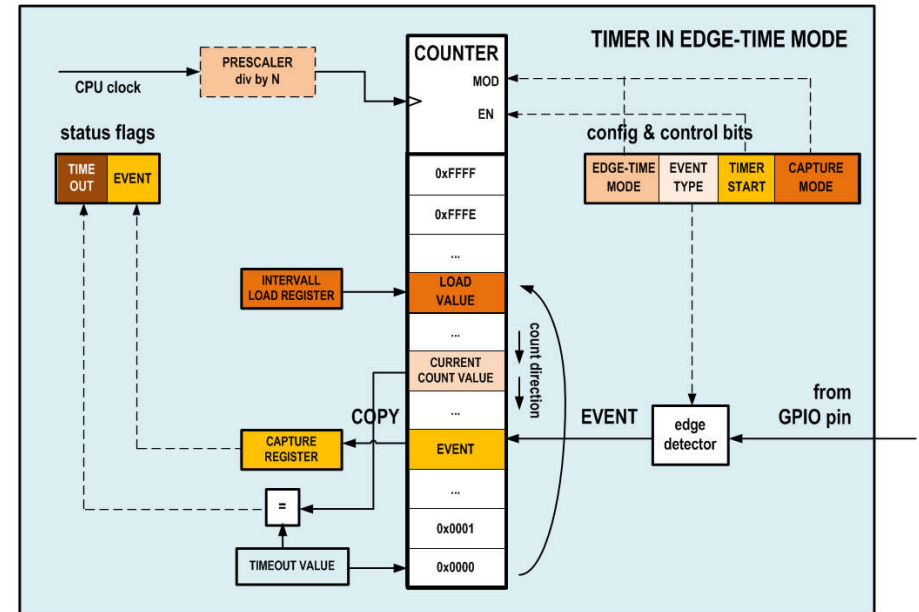 TIMER IN EDGE-TIME MODE
COUNTER
MOD
EN
PRESCALER
div by N
CPU clock
status flags
TIME
OUT
EVENT
config & control bits
EDGE-TIME
MODE
EVENT
TYPE
TIMER
START
CAPTURE
MODE
0xFFFF
0xFFFE
...
INTERVALL
LOAD REGISTER
LOAD
VALUE
...
count direction
CURRENT
COUNT VALUE
...
COPY
CAPTURE
REGISTER
EVENT
EVENT
edge
detector
from
GPIO pin
...
=
0x0001
TIMEOUT VALUE
0x0000